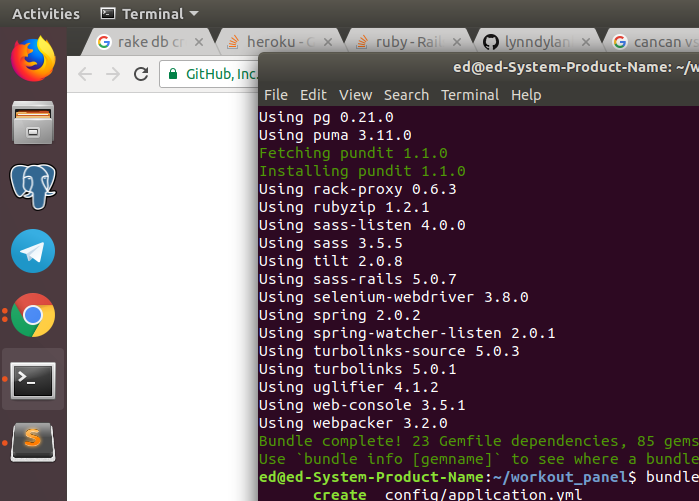 Activities Terminal
rake db cr heroku - ruby - Rail lynndylan cancan vs
GitHub, Inc.
ed@ed-System-Product-Name: ~/wo
File Edit View Search Terminal Help
Using pg 0.21.0
Using puma 3.11.0
Fetching pundit 1.1.0
Installing pundit 1.1.0
Using rack-proxy 0.6.3
Using rubyzip 1.2.1
Using sass-listen 4.0.0
Using sass 3.5.5
Using tilt 2.0.8
Using sass-rails 5.0.7
Using selenium-webdriver 3.8.0
Using spring 2.0.2
Using spring-watcher-listen 2.0.1
Using turbolinks-source 5.0.3
Using turbolinks 5.0.1
Using uglifier 4.1.2
Using web-console 3.5.1
Using webpacker 3.2.0
Bundle complete! 23 Gemfile dependencies, 85 gems
Use `bundle info [gemname]` to see where a bundle
ed@ed-System-Product-Name:~/workout_panel$ bundle
create config/application.yml